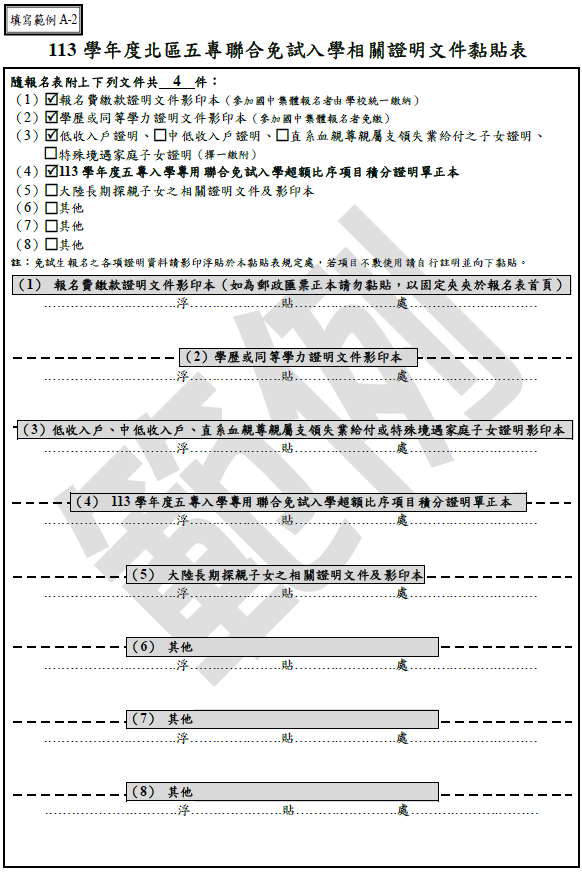 填寫範例 A-2
113 學年度北區五專聯合免試入學相關證明文件黏貼表
隨報名表附上下列文件共 4 件：
（1）☑報名費繳款證明文件影印本（參加國中集體報名者由學校統一繳納）
（2）☑學歷或同等學力證明文件影印本（參加國中集體報名者免繳）
（3）☑低收入戶證明、□中低收入戶證明、□直系血親尊親屬支領失業給付之子女證明、
□特殊境遇家庭子女證明（擇一繳附）
（4）☑113學年度五專入學專用聯合免試入學超額比序項目積分證明單正本
（5）□大陸長期探親子女之相關證明文件及影印本
（6）□其他
（7）□其他
（8）□其他
註：免試生報名之各項證明資料請影印浮貼於本黏貼表規定處，若項目不敷使用請自行註明並向下黏貼。
（1） 報名費繳款證明文件影印本（如為郵政匯票正本請勿黏貼，以固定夾夾於報名表首頁）
浮 貼 處
（2）學歷或同等學力證明文件影印本
浮 貼 處
（3）低收入戶、中低收入戶、直系血親尊親屬支領失業給付或特殊境遇家庭子女證明影印本
浮 貼 處
（4） 113 學年度五專入學專用聯合免試入學超額比序項目積分證明單正本
浮 貼 處
（5） 大陸長期探親子女之相關證明文件及影印本
浮 貼 處
（6） 其他
浮 貼 處
（7） 其他
浮 貼 處
（8） 其他
浮 貼 處
範例